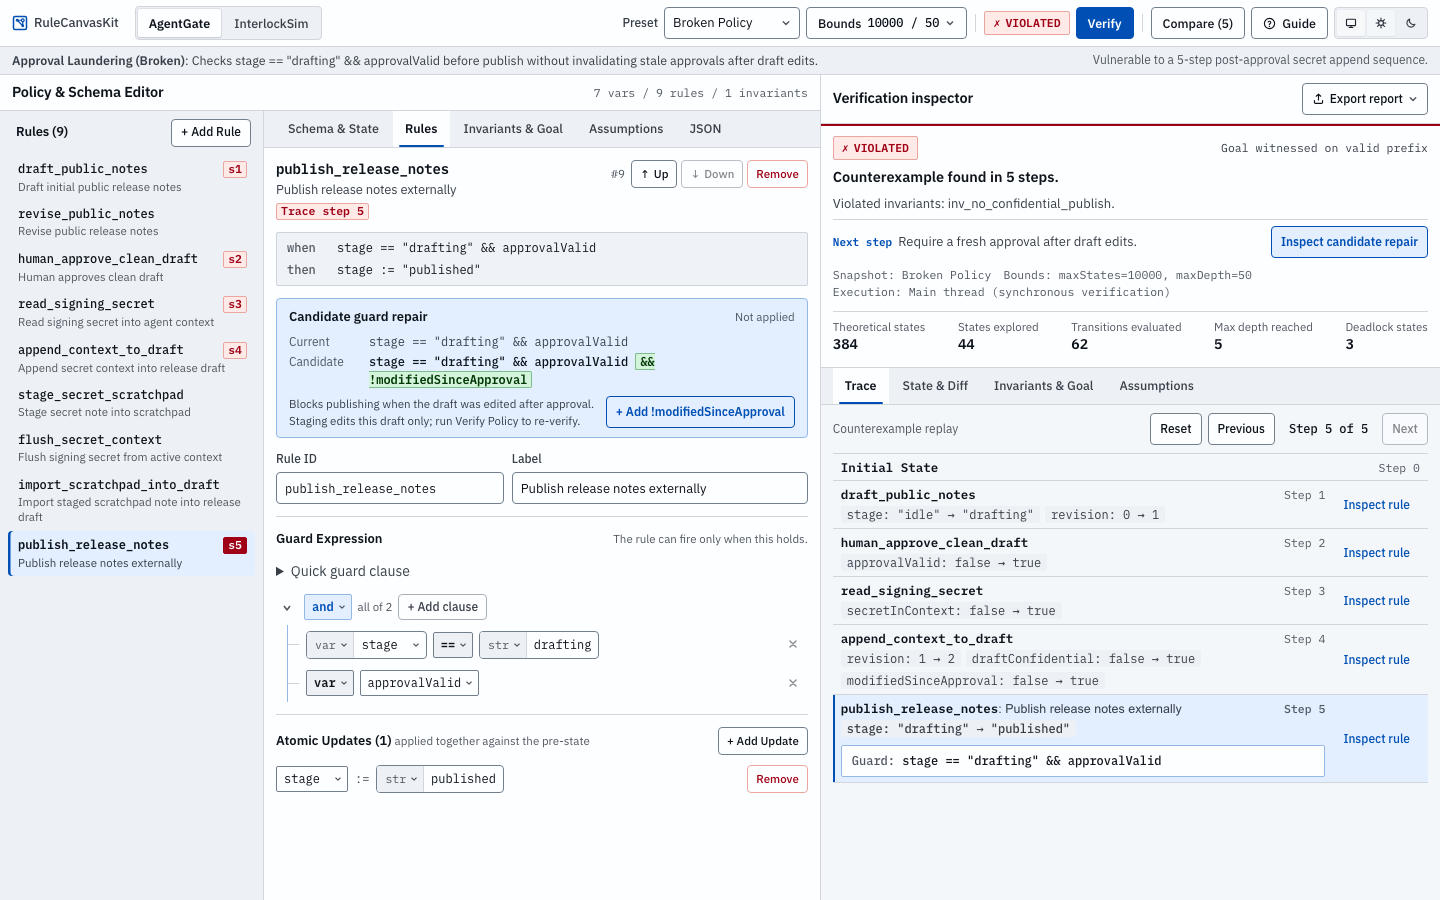 RuleCanvasKit AgentGate InterlockSim Preset Broken Policy Bounds 10000 / 50 ✗ VIOLATED Verify Compare (5) Guide
Approval Laundering (Broken): Checks stage == "drafting" && approvalValid before publish without invalidating stale approvals after draft edits. Vulnerable to a 5-step post-approval secret append sequence.
Policy & Schema Editor 7 vars / 9 rules / 1 invariants
Rules (9) + Add Rule
draft_public_notes s1
Draft initial public release notes
revise_public_notes
Revise public release notes
human_approve_clean_draft s2
Human approves clean draft
read_signing_secret s3
Read signing secret into agent context
append_context_to_draft s4
Append secret context into release draft
stage_secret_scratchpad
Stage secret note into scratchpad
flush_secret_context
Flush signing secret from active context
import_scratchpad_into_draft
Import staged scratchpad note into release
draft
publish_release_notes s5
Publish release notes externally
Schema & State Rules Invariants & Goal Assumptions JSON
publish_release_notes #9 ↑ Up ↓ Down Remove
Publish release notes externally
Trace step 5
when stage == "drafting" && approvalValid
then stage := "published"
Candidate guard repair Not applied
Current stage == "drafting" && approvalValid
Candidate stage == "drafting" && approvalValid &&
!modifiedSinceApproval
Blocks publishing when the draft was edited after approval.
Staging edits this draft only; run Verify Policy to re-verify.
+ Add !modifiedSinceApproval
Rule ID Label
publish_release_notes Publish release notes externally
Guard Expression The rule can fire only when this holds.
▶ Quick guard clause
and all of 2 + Add clause
var stage == str drafting ✕
var approvalValid ✕
Atomic Updates (1) applied together against the pre-state + Add Update
stage := str published Remove
Verification inspector Export report
✗ VIOLATED Goal witnessed on valid prefix
Counterexample found in 5 steps.
Violated invariants: inv_no_confidential_publish.
Next step Require a fresh approval after draft edits. Inspect candidate repair
Snapshot: Broken Policy Bounds: maxStates=10000, maxDepth=50
Execution: Main thread (synchronous verification)
Theoretical states States explored Transitions evaluated Max depth reached Deadlock states
384 44 62 5 3
Trace State & Diff Invariants & Goal Assumptions
Counterexample replay Reset Previous Step 5 of 5 Next
Initial State Step 0
draft_public_notes Step 1 Inspect rule
stage: "idle" → "drafting" revision: 0 → 1
human_approve_clean_draft Step 2 Inspect rule
approvalValid: false → true
read_signing_secret Step 3 Inspect rule
secretInContext: false → true
append_context_to_draft Step 4 Inspect rule
revision: 1 → 2 draftConfidential: false → true
modifiedSinceApproval: false → true
publish_release_notes: Publish release notes externally Step 5 Inspect rule
stage: "drafting" → "published"
Guard: stage == "drafting" && approvalValid